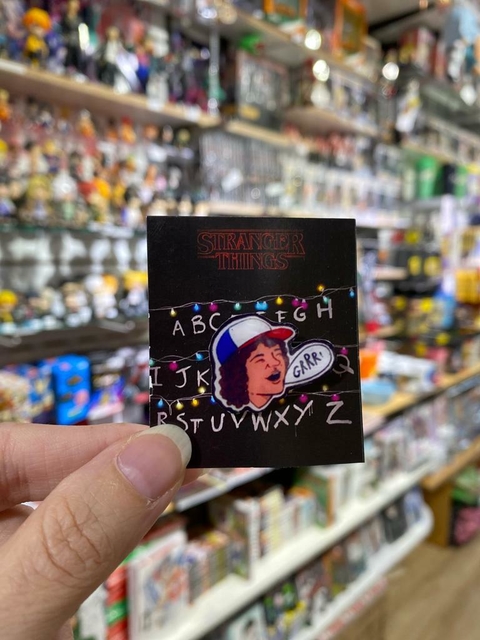 STRANGER
THINGS
ABC FGH
GRRR!
IJK Q
RSTUVWXYZ